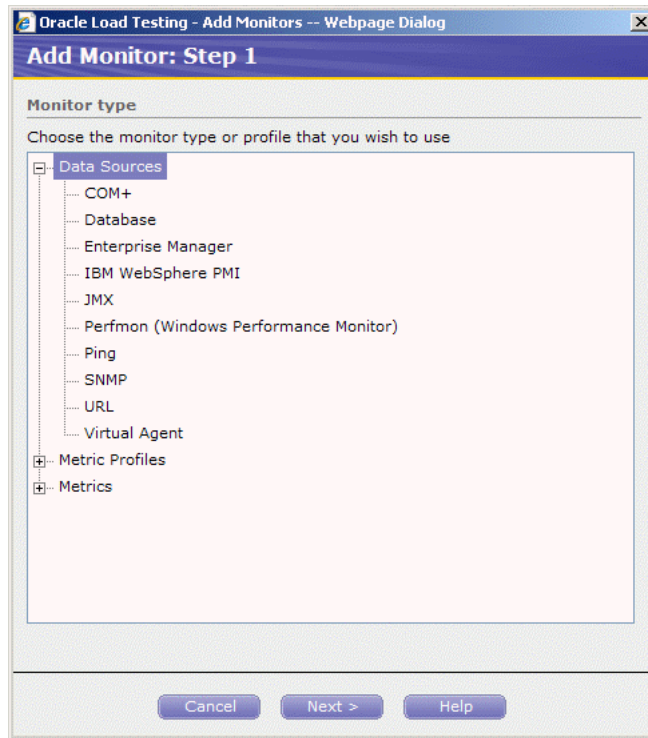 Oracle Load Testing - Add Monitors -- Webpage Dialog
Add Monitor: Step 1
Monitor type
Choose the monitor type or profile that you wish to use
Data Sources
COM+
Database
Enterprise Manager
IBM WebSphere PMI
JMX
Perfmon (Windows Performance Monitor)
Ping
SNMP
URL
Virtual Agent
Metric Profiles
Metrics
Cancel Next > Help